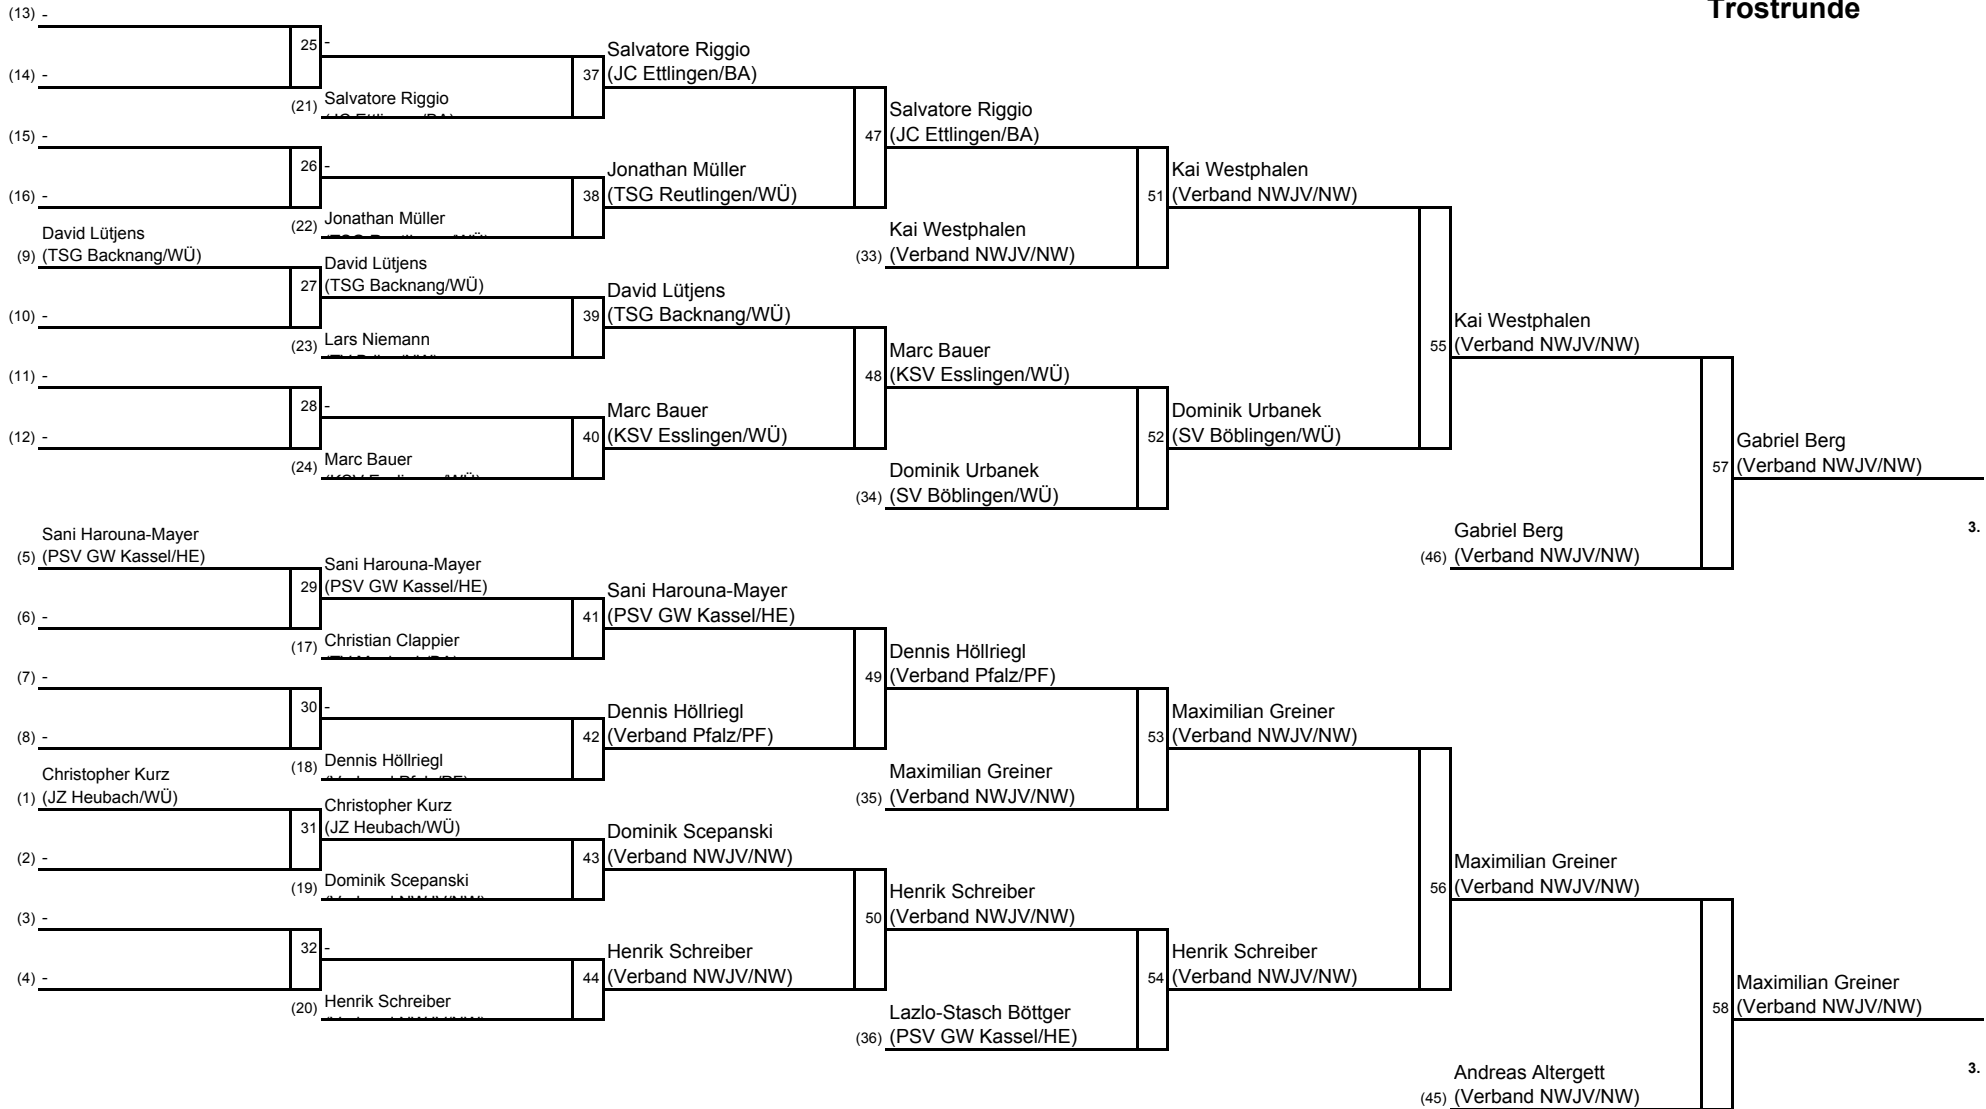 Trostrunde
(13) -
25 -
(14) -
(21) Salvatore Riggio
37 Salvatore Riggio
(JC Ettlingen/BA)
(15) -
26 -
(16) -
(22) Jonathan Müller
38 Jonathan Müller
(TSG Reutlingen/WÜ)
47 Salvatore Riggio
(JC Ettlingen/BA)
(33) Kai Westphalen
(Verband NWJV/NW)
51 Kai Westphalen
(Verband NWJV/NW)
(9) David Lütjens
(TSG Backnang/WÜ)
27 David Lütjens
(TSG Backnang/WÜ)
(10) -
(23) Lars Niemann
39 David Lütjens
(TSG Backnang/WÜ)
(11) -
28 -
(12) -
(24) Marc Bauer
40 Marc Bauer
(KSV Esslingen/WÜ)
48 Marc Bauer
(KSV Esslingen/WÜ)
(34) Dominik Urbanek
(SV Böblingen/WÜ)
52 Dominik Urbanek
(SV Böblingen/WÜ)
55 Kai Westphalen
(Verband NWJV/NW)
(46) Gabriel Berg
(Verband NWJV/NW)
57 Gabriel Berg
(Verband NWJV/NW)
3.
(5) Sani Harouna-Mayer
(PSV GW Kassel/HE)
29 Sani Harouna-Mayer
(PSV GW Kassel/HE)
(6) -
(17) Christian Clappier
41 Sani Harouna-Mayer
(PSV GW Kassel/HE)
(7) -
30 -
(8) -
(18) Dennis Höllriegl
42 Dennis Höllriegl
(Verband Pfalz/PF)
49 Dennis Höllriegl
(Verband Pfalz/PF)
(35) Maximilian Greiner
(Verband NWJV/NW)
53 Maximilian Greiner
(Verband NWJV/NW)
(1) Christopher Kurz
(JZ Heubach/WÜ)
31 Christopher Kurz
(JZ Heubach/WÜ)
(2) -
(19) Dominik Scepanski
43 Dominik Scepanski
(Verband NWJV/NW)
(3) -
32 -
(4) -
(20) Henrik Schreiber
44 Henrik Schreiber
(Verband NWJV/NW)
50 Henrik Schreiber
(Verband NWJV/NW)
(36) Lazlo-Stasch Böttger
(PSV GW Kassel/HE)
54 Henrik Schreiber
(Verband NWJV/NW)
56 Maximilian Greiner
(Verband NWJV/NW)
(45) Andreas Altergett
(Verband NWJV/NW)
58 Maximilian Greiner
(Verband NWJV/NW)
3.